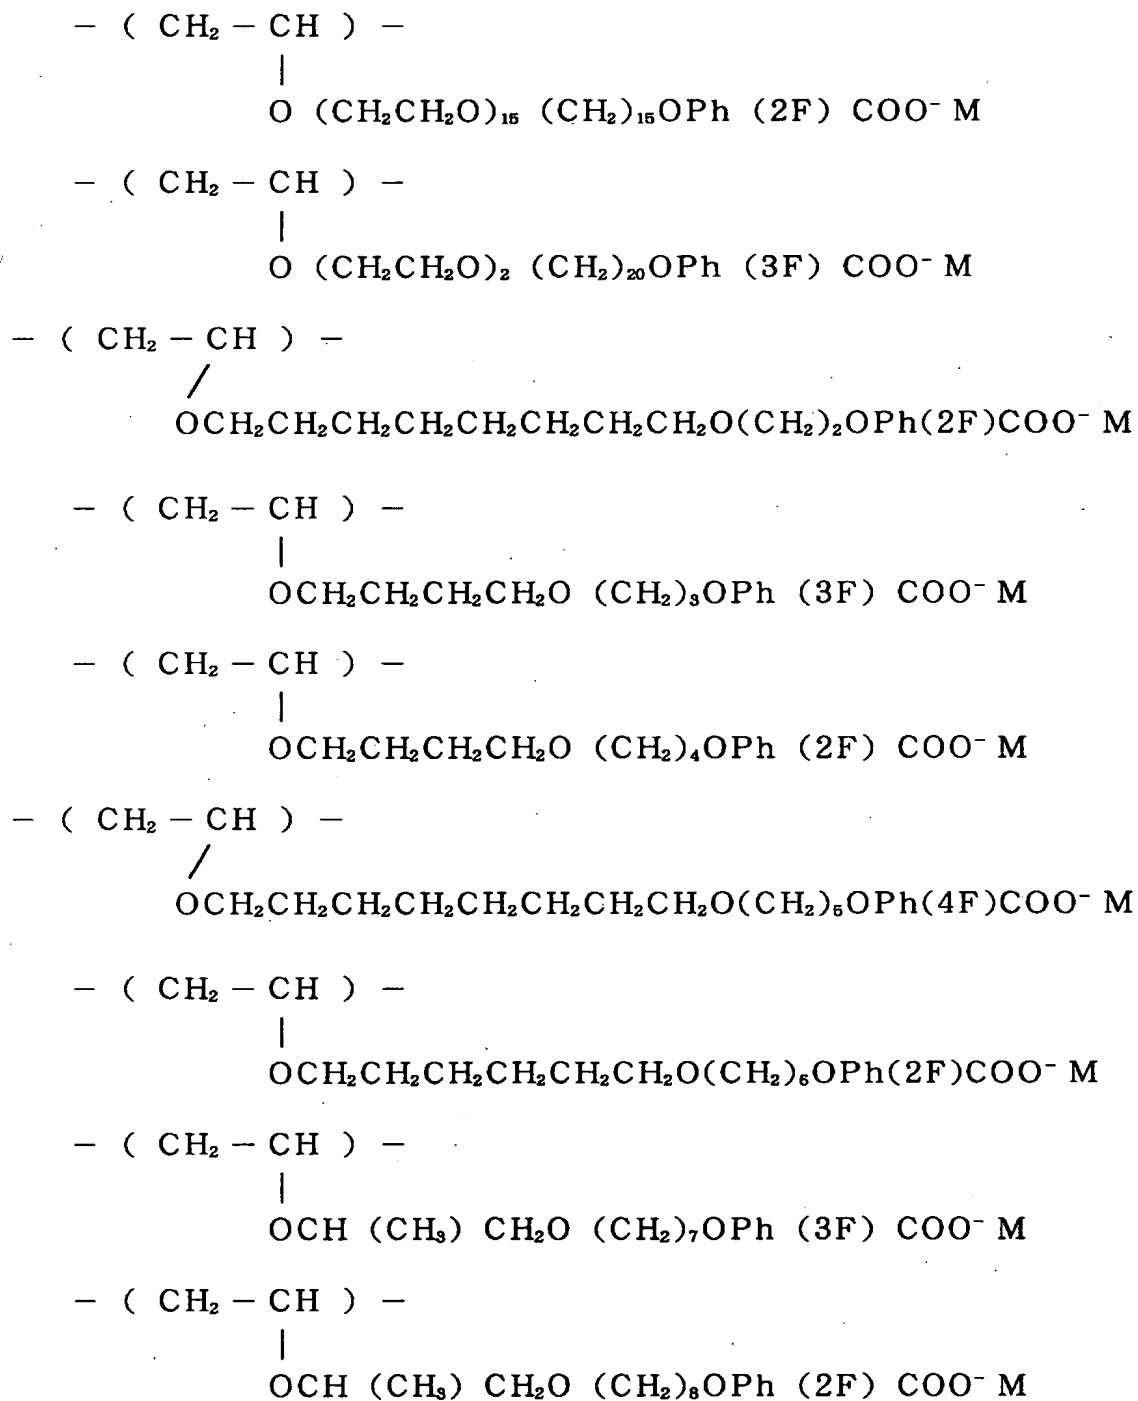 — ( CH₂ — CH ) —
|
O (CH₂CH₂O)₁₅ (CH₂)₁₅OPh (2F) COO⁻ M
— ( CH₂ — CH ) —
|
O (CH₂CH₂O)₂ (CH₂)₂₀OPh (3F) COO⁻ M
— ( CH₂ — CH ) —
/
OCH₂CH₂CH₂CH₂CH₂CH₂CH₂CH₂O(CH₂)₂OPh(2F)COO⁻ M
— ( CH₂ — CH ) —
|
OCH₂CH₂CH₂CH₂O (CH₂)₃OPh (3F) COO⁻ M
— ( CH₂ — CH ) —
|
OCH₂CH₂CH₂CH₂O (CH₂)₄OPh (2F) COO⁻ M
— ( CH₂ — CH ) —
/
OCH₂CH₂CH₂CH₂CH₂CH₂CH₂CH₂O(CH₂)₅OPh(4F)COO⁻ M
— ( CH₂ — CH ) —
|
OCH₂CH₂CH₂CH₂CH₂CH₂O(CH₂)₆OPh(2F)COO⁻ M
— ( CH₂ — CH ) —
|
OCH (CH₃) CH₂O (CH₂)₇OPh (3F) COO⁻ M
— ( CH₂ — CH ) —
|
OCH (CH₃) CH₂O (CH₂)₈OPh (2F) COO⁻ M